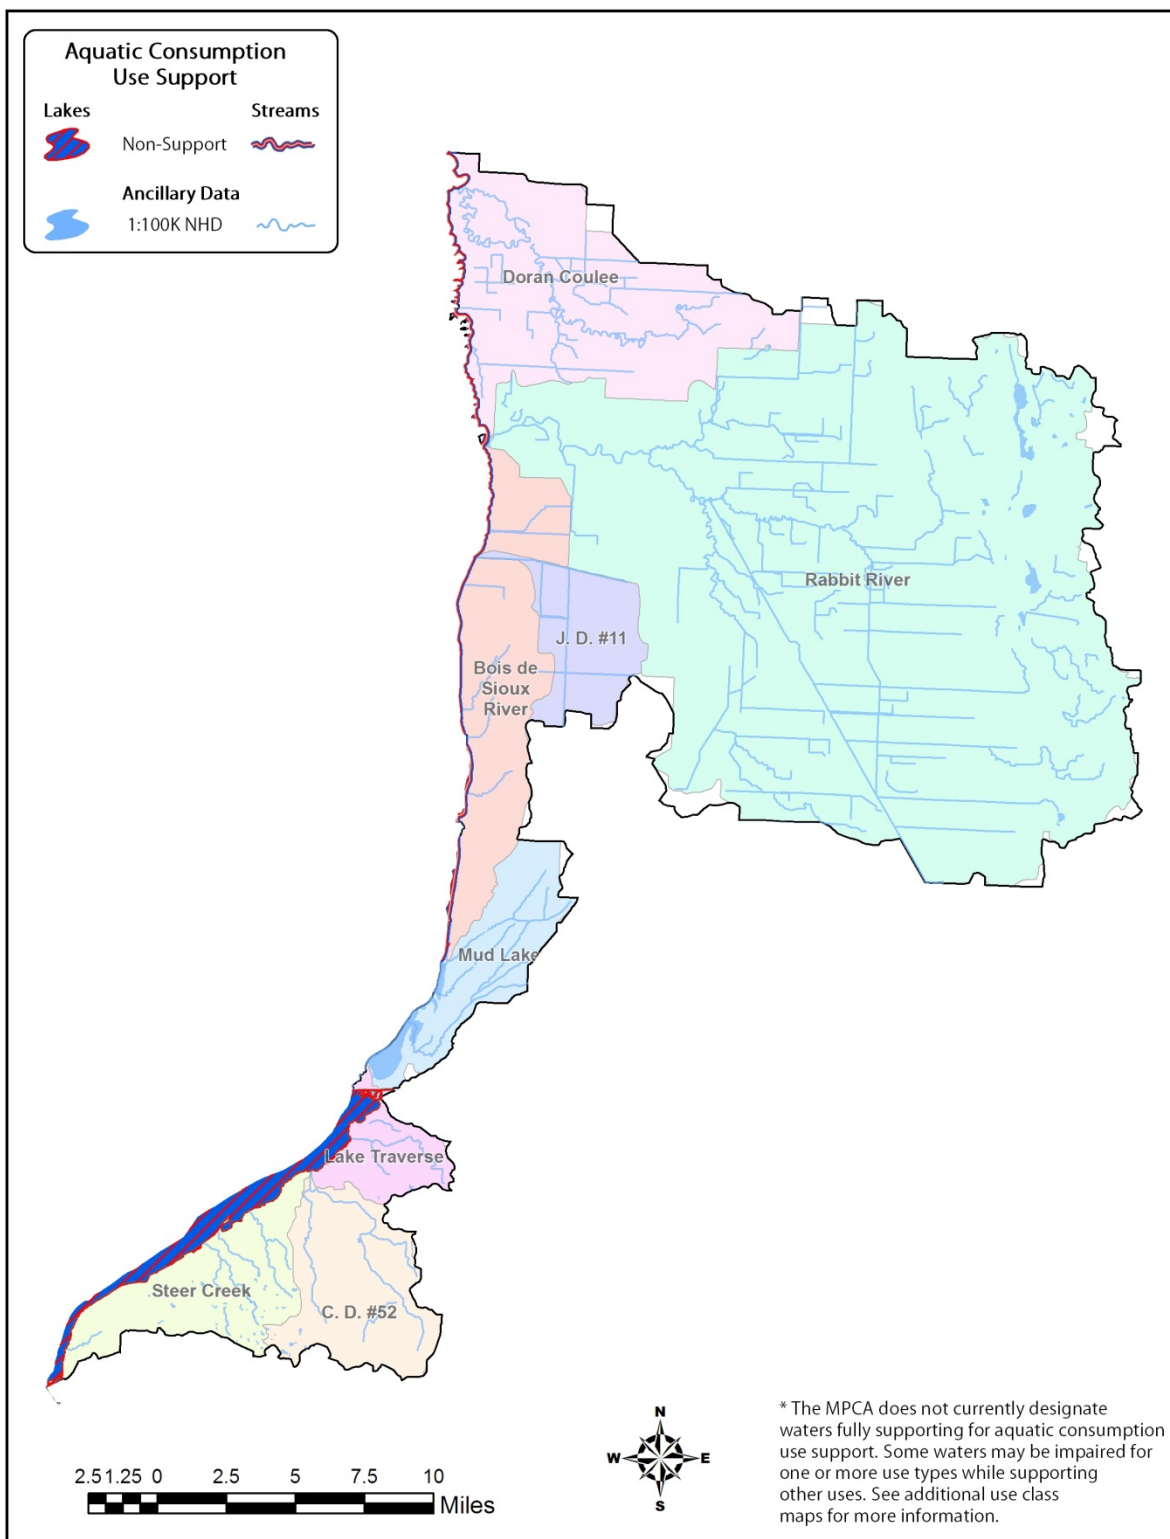 Aquatic Consumption
Use Support
Lakes
Streams
Non-Support
Ancillary Data
1:100K NHD
Doran Coulee
Rabbit River
J. D. #11
Bois de
Sioux
River
Mud Lake
Lake Traverse
Steer Creek
C. D. #52
N
W
E
S
2.5 1.25 0 2.5 5 7.5 10
Miles
* The MPCA does not currently designate
waters fully supporting for aquatic consumption
use support. Some waters may be impaired for
one or more use types while supporting
other uses. See additional use class
maps for more information.